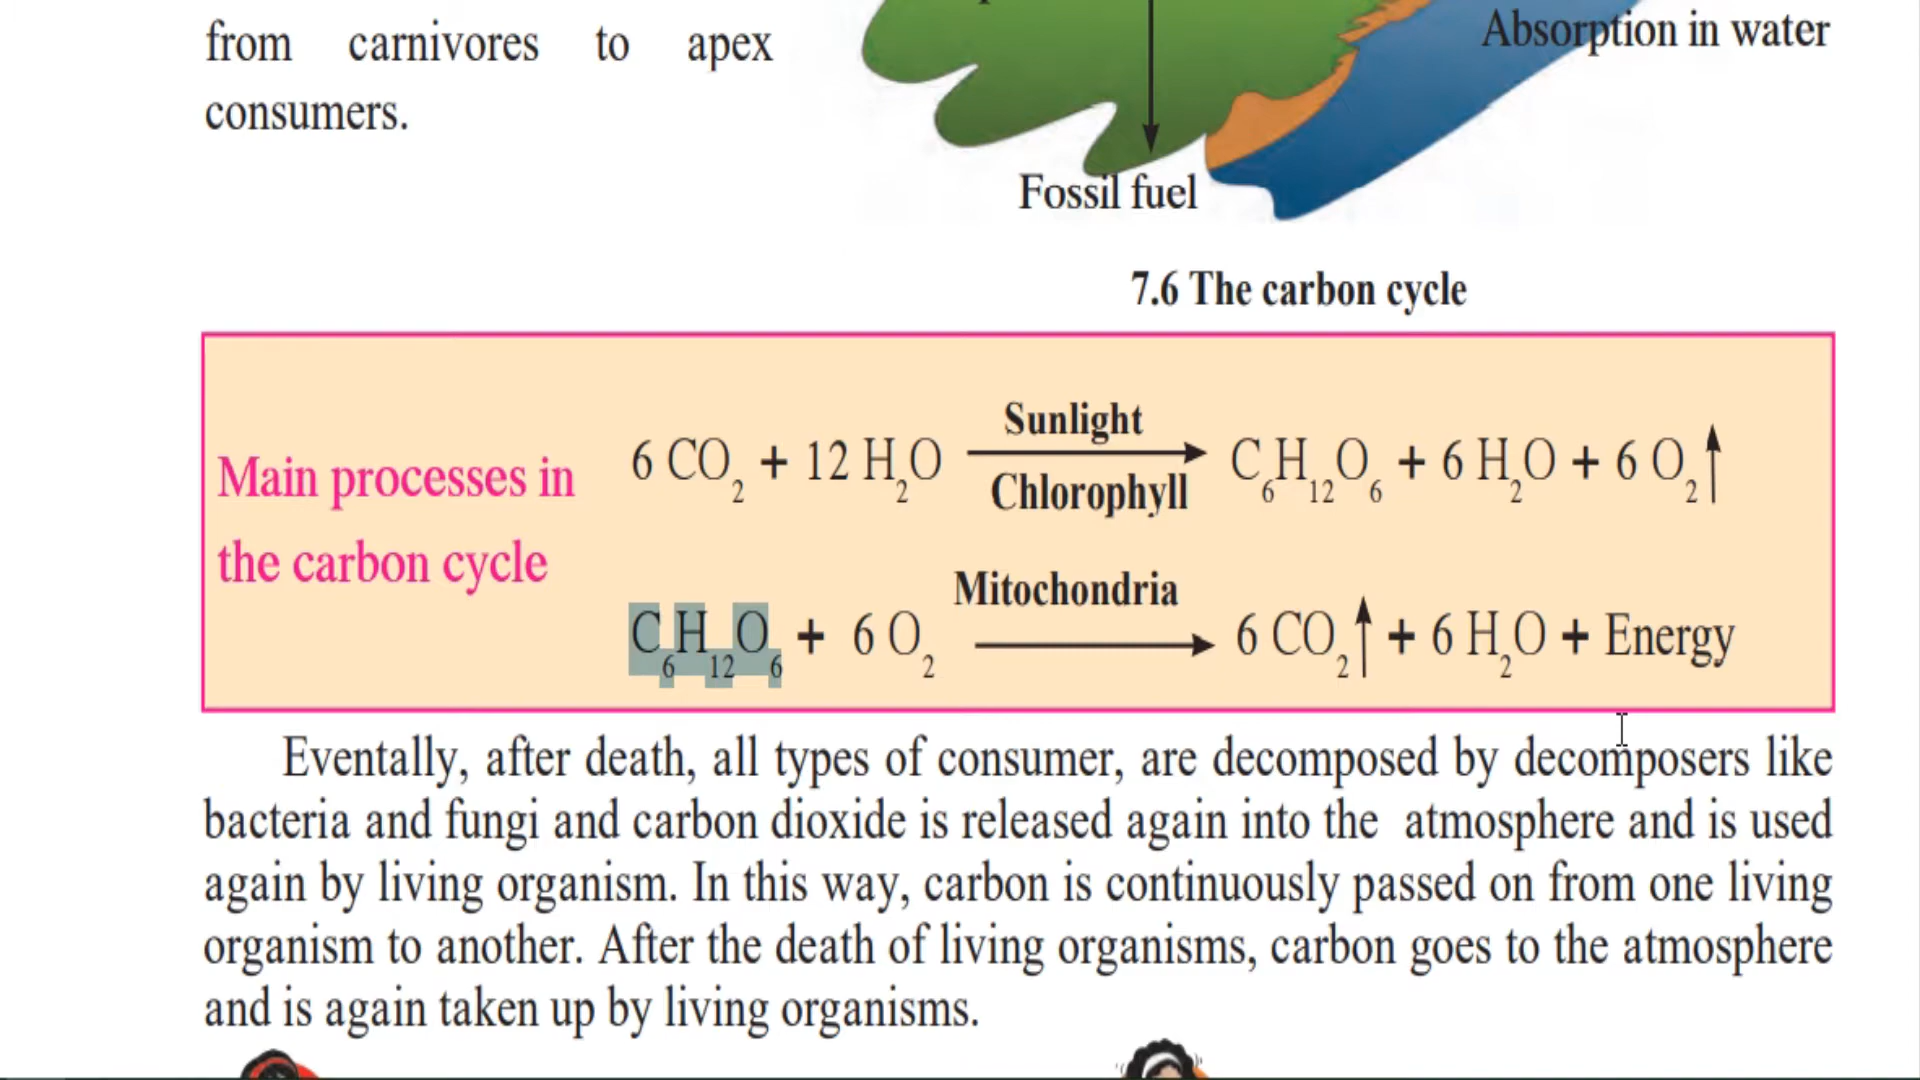 from carnivores to apex
consumers.
Absorption in water
Fossil fuel
7.6 The carbon cycle
Main processes in
the carbon cycle
Sunlight
6 CO₂ + 12 H₂O ⟶ C₆H₁₂O₆ + 6 H₂O + 6 O₂↑
Chlorophyll
Mitochondria
C₆H₁₂O₆ + 6 O₂ ⟶ 6 CO₂↑ + 6 H₂O + Energy
Eventally, after death, all types of consumer, are decomposed by decomposers like
bacteria and fungi and carbon dioxide is released again into the atmosphere and is used
again by living organism. In this way, carbon is continuously passed on from one living
organism to another. After the death of living organisms, carbon goes to the atmosphere
and is again taken up by living organisms.